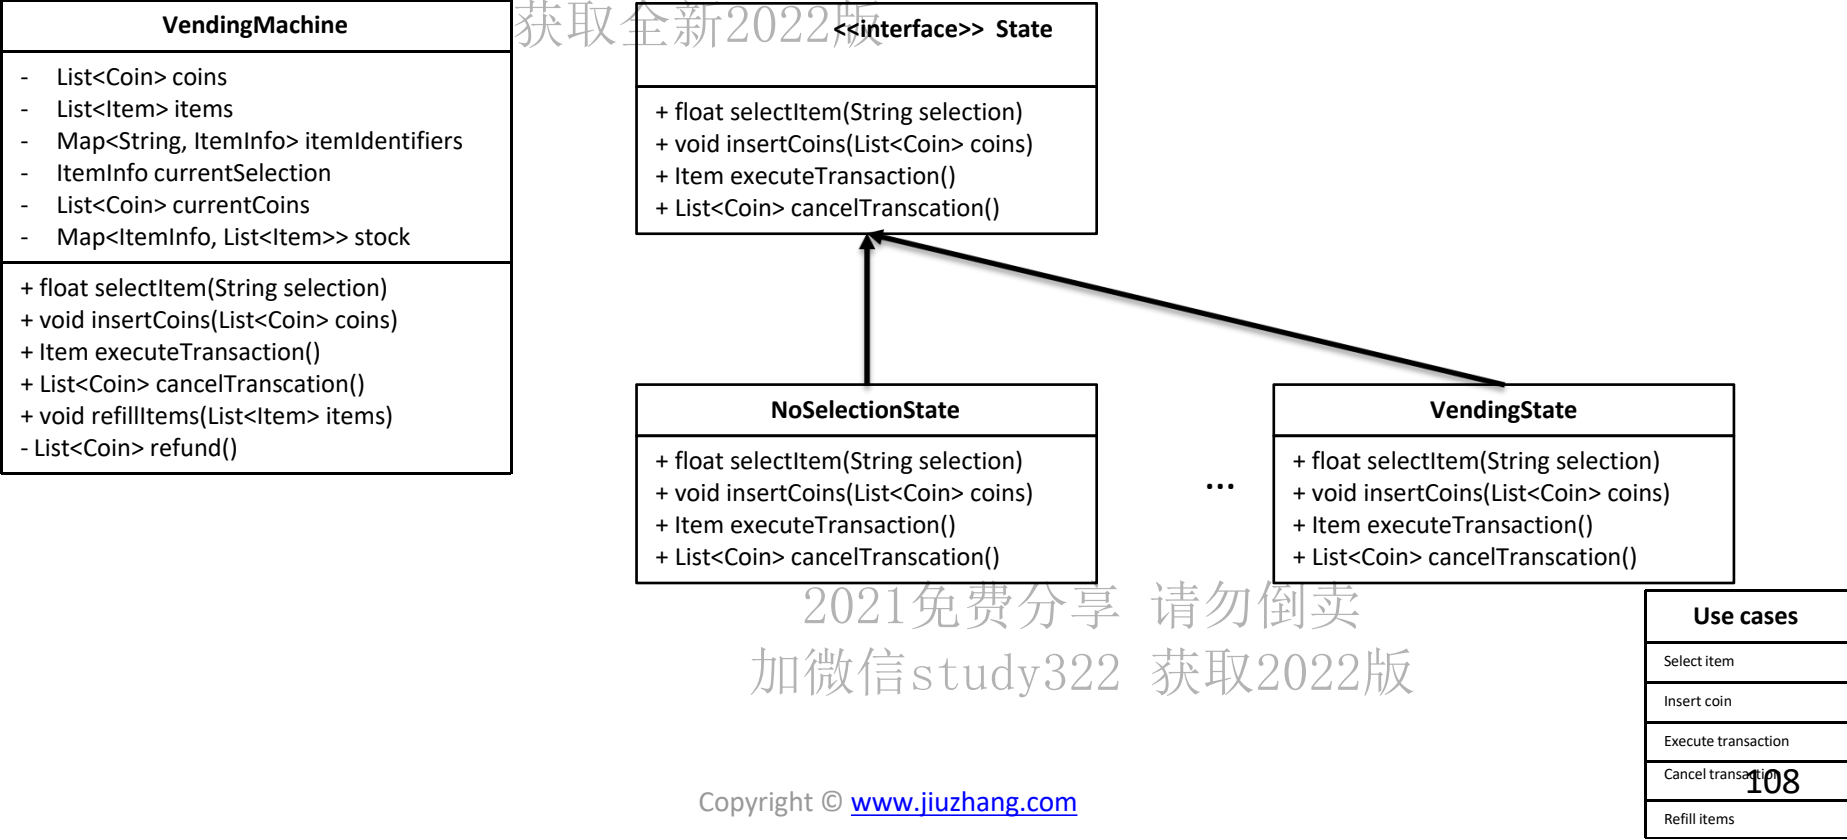 VendingMachine
- List<Coin> coins
- List<Item> items
- Map<String, ItemInfo> itemIdentifiers
- ItemInfo currentSelection
- List<Coin> currentCoins
- Map<ItemInfo, List<Item>> stock
+ float selectItem(String selection)
+ void insertCoins(List<Coin> coins)
+ Item executeTransaction()
+ List<Coin> cancelTranscation()
+ void refillItems(List<Item> items)
- List<Coin> refund()
获取全新2022版
<<interface>> State
+ float selectItem(String selection)
+ void insertCoins(List<Coin> coins)
+ Item executeTransaction()
+ List<Coin> cancelTranscation()
NoSelectionState
+ float selectItem(String selection)
+ void insertCoins(List<Coin> coins)
+ Item executeTransaction()
+ List<Coin> cancelTranscation()
...
VendingState
+ float selectItem(String selection)
+ void insertCoins(List<Coin> coins)
+ Item executeTransaction()
+ List<Coin> cancelTranscation()
2021免费分享 请勿倒卖
加微信study322 获取2022版
Use cases
Select item
Insert coin
Execute transaction
Cancel transaction
108
Refill items
Copyright © www.jiuzhang.com